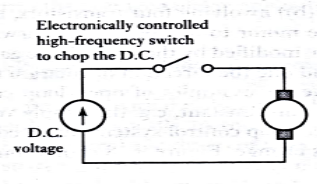 Electronically controlled
high-frequency switch
to chop the D.C.
D.C.
voltage